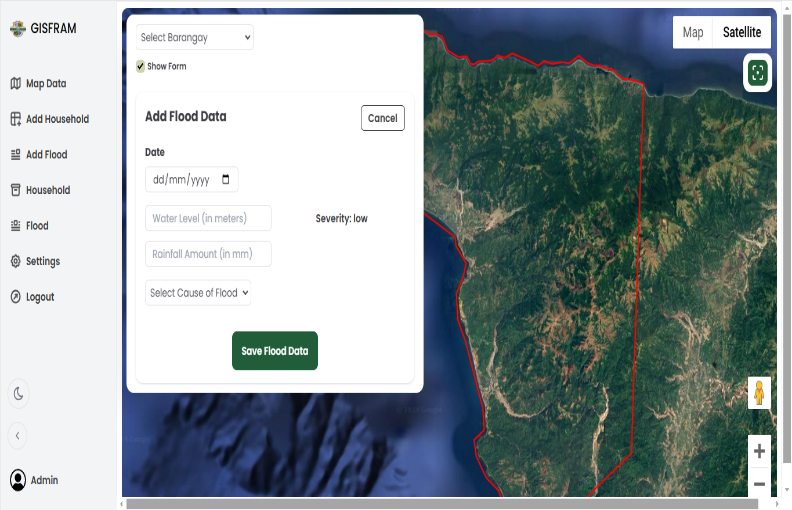 GISFRAM
Map Data
Add Household
Add Flood
Household
Flood
Settings
Logout
Admin
Select Barangay
Show Form
Add Flood Data
Cancel
Date
dd/mm/yyyy
Water Level (in meters)
Severity: low
Rainfall Amount (in mm)
Select Cause of Flood
Save Flood Data
Map
Satellite